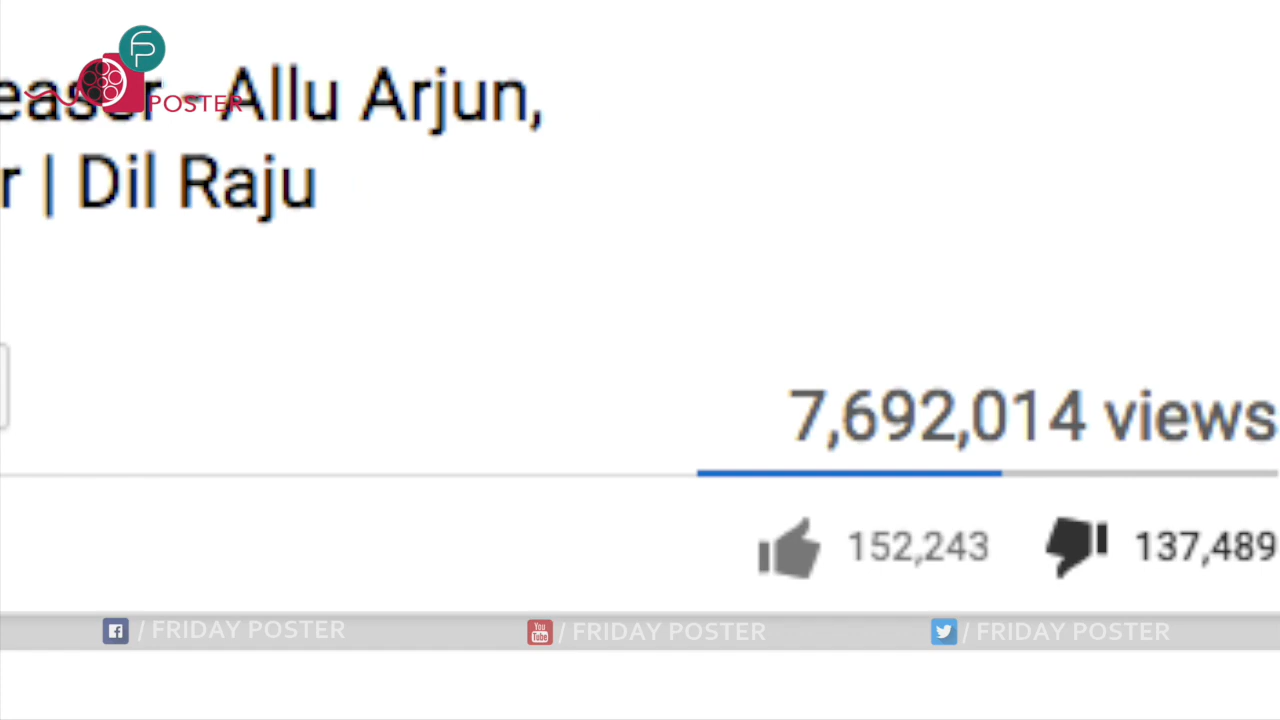 POSTER
easer - Allu Arjun,
r | Dil Raju
7,692,014 views
152,243 137,489
/ FRIDAY POSTER / FRIDAY POSTER / FRIDAY POSTER